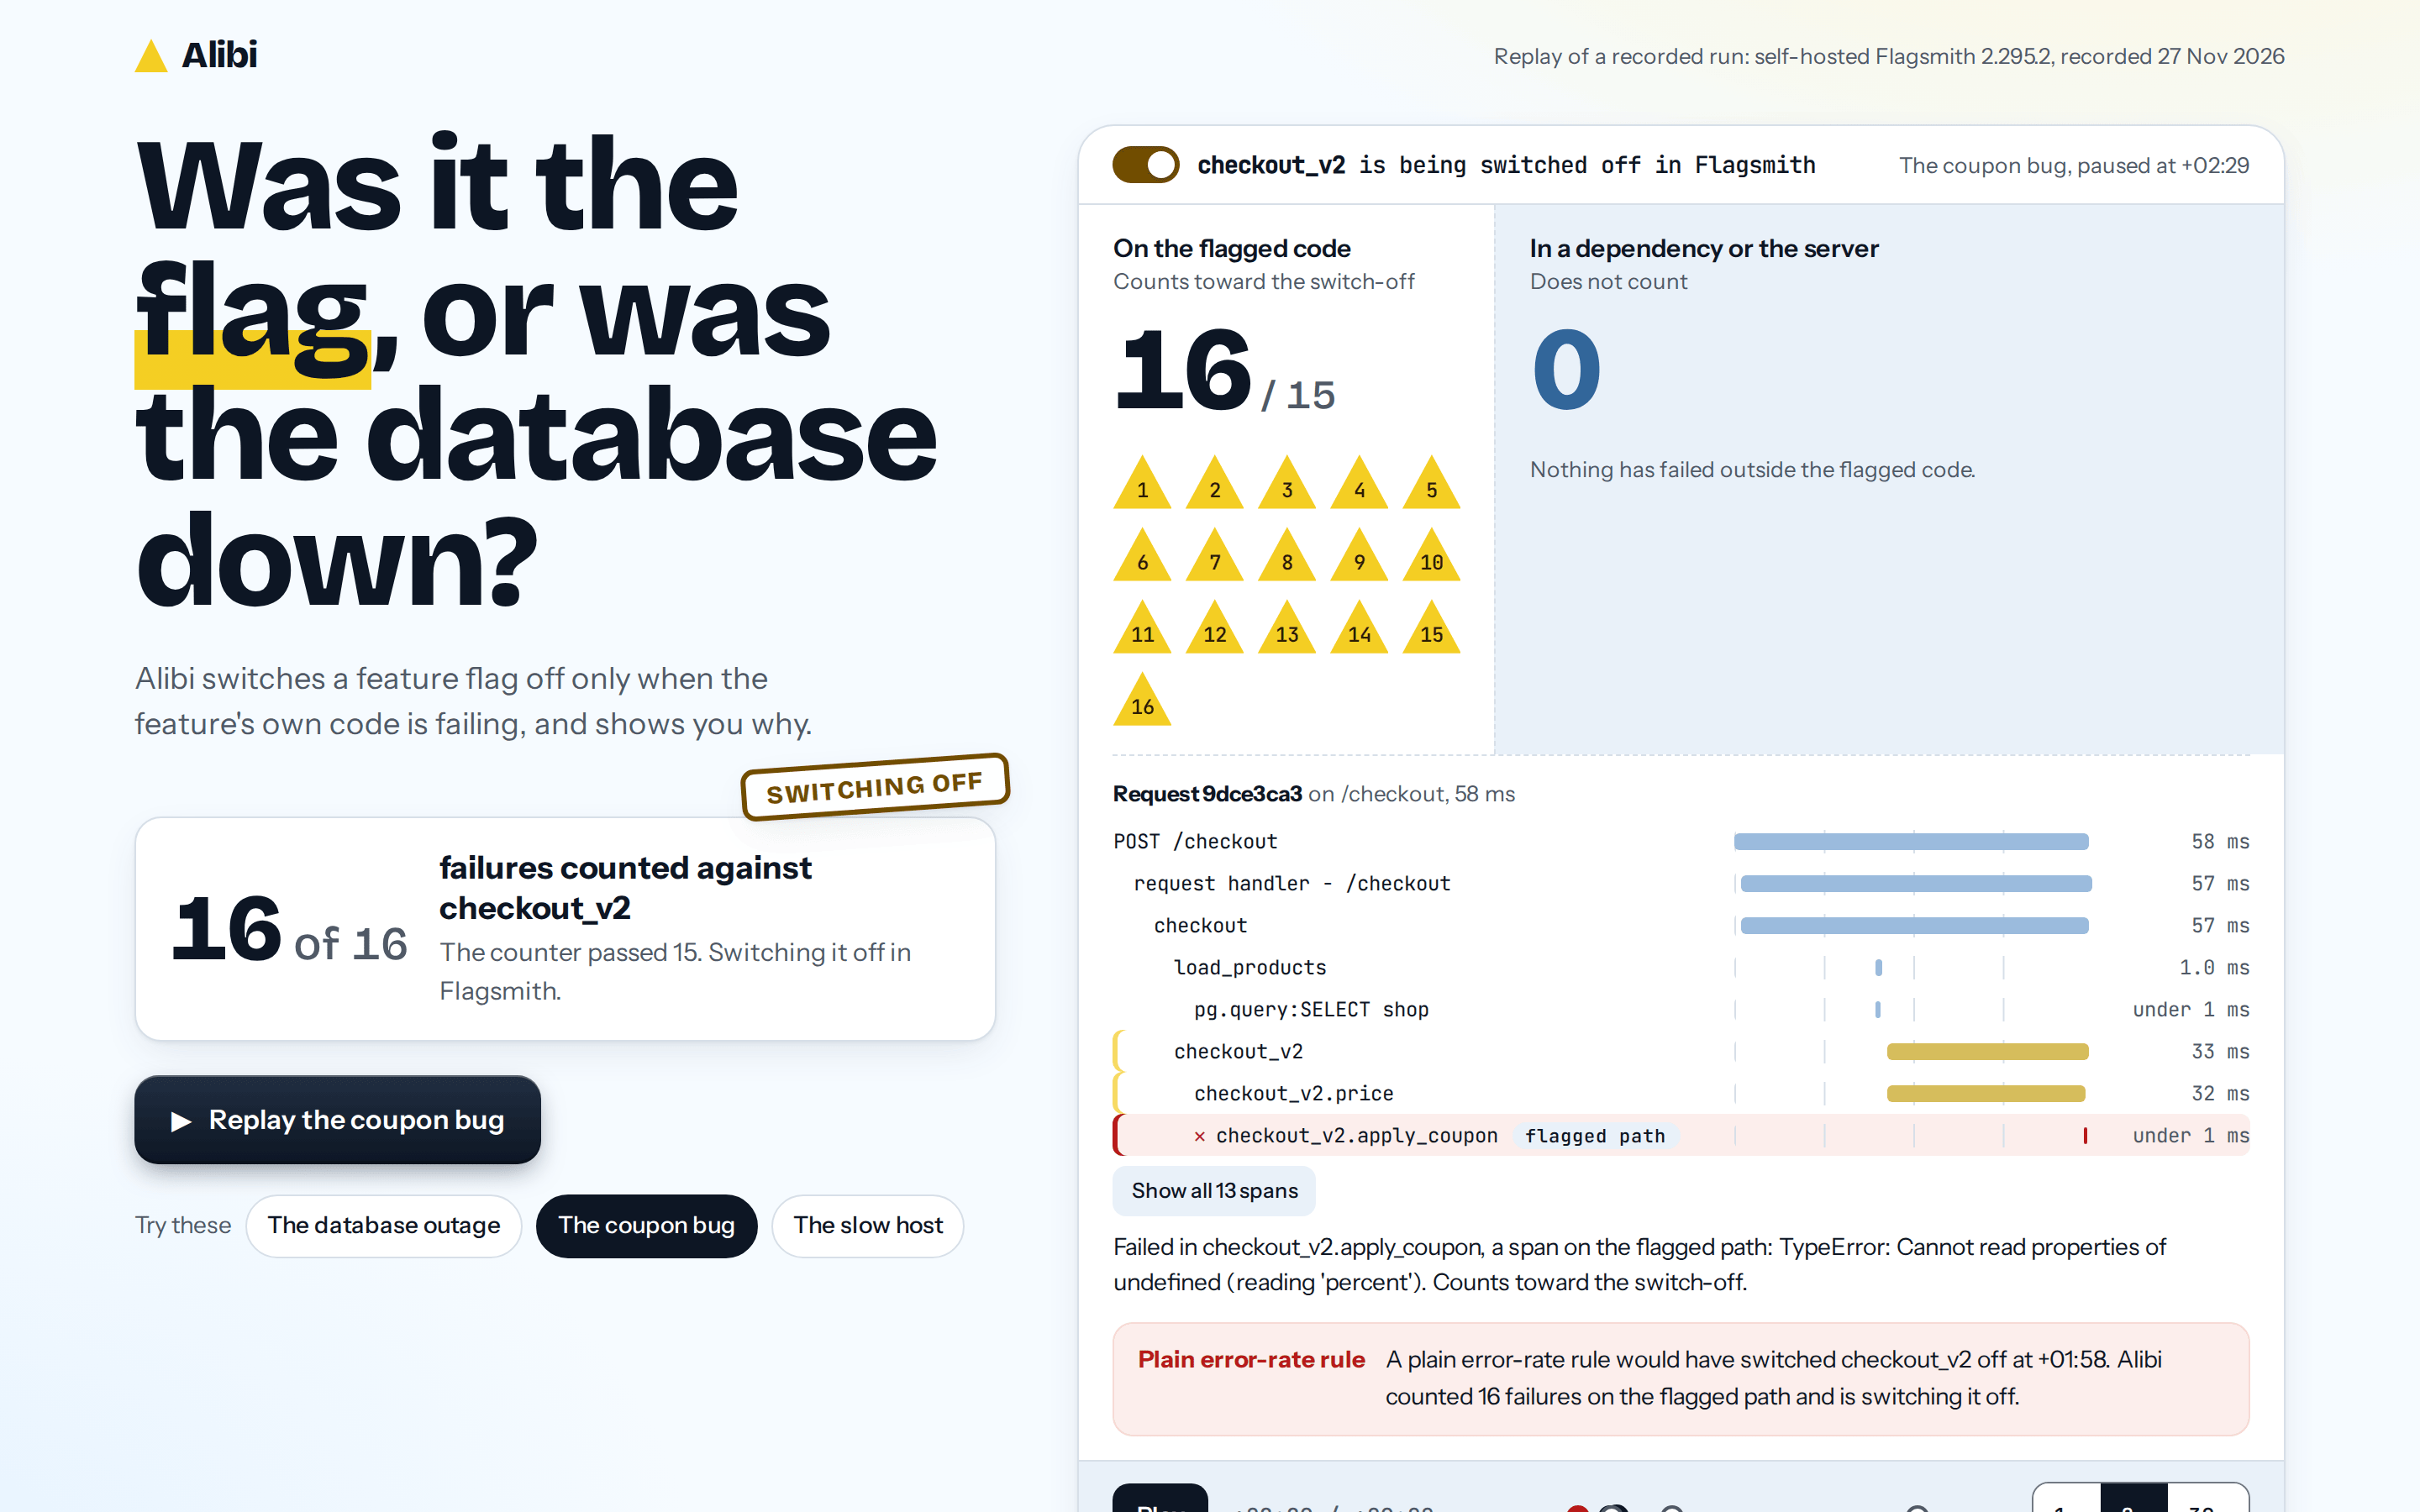 Alibi
Replay of a recorded run: self-hosted Flagsmith 2.295.2, recorded 27 Nov 2026
Was it the
flag, or was
the database
down?
Alibi switches a feature flag off only when the
feature's own code is failing, and shows you why.
SWITCHING OFF
16 of 16
failures counted against
checkout_v2
The counter passed 15. Switching it off in
Flagsmith.
▶ Replay the coupon bug
Try these
The database outage
The coupon bug
The slow host
checkout_v2 is being switched off in Flagsmith
The coupon bug, paused at +02:29
On the flagged code
Counts toward the switch-off
16 / 15
1 2 3 4 5
6 7 8 9 10
11 12 13 14 15
16
In a dependency or the server
Does not count
0
Nothing has failed outside the flagged code.
Request 9dce3ca3 on /checkout, 58 ms
POST /checkout 58 ms
request handler - /checkout 57 ms
checkout 57 ms
load_products 1.0 ms
pg.query:SELECT shop under 1 ms
checkout_v2 33 ms
checkout_v2.price 32 ms
× checkout_v2.apply_coupon flagged path under 1 ms
Show all 13 spans
Failed in checkout_v2.apply_coupon, a span on the flagged path: TypeError: Cannot read properties of
undefined (reading 'percent'). Counts toward the switch-off.
Plain error-rate rule
A plain error-rate rule would have switched checkout_v2 off at +01:58. Alibi
counted 16 failures on the flagged path and is switching it off.